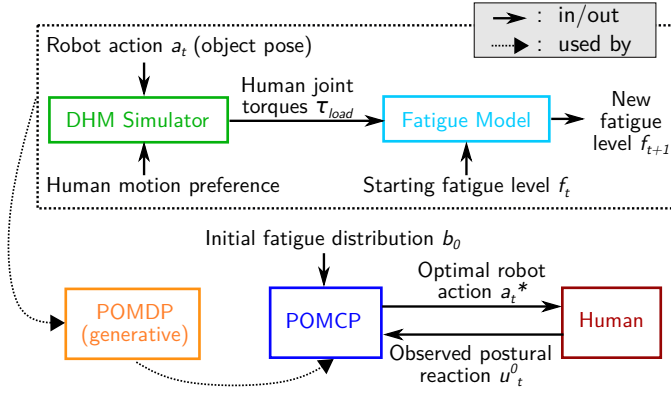 → : in/out
⇢ : used by
Robot action a_t (object pose)
DHM Simulator
Human motion preference
Human joint
torques τ_load
Fatigue Model
Starting fatigue level f_t
New
fatigue
level f_{t+1}
Initial fatigue distribution b_0
POMDP
(generative)
POMCP
Optimal robot
action a_t*
Observed postural
reaction u^0_t
Human